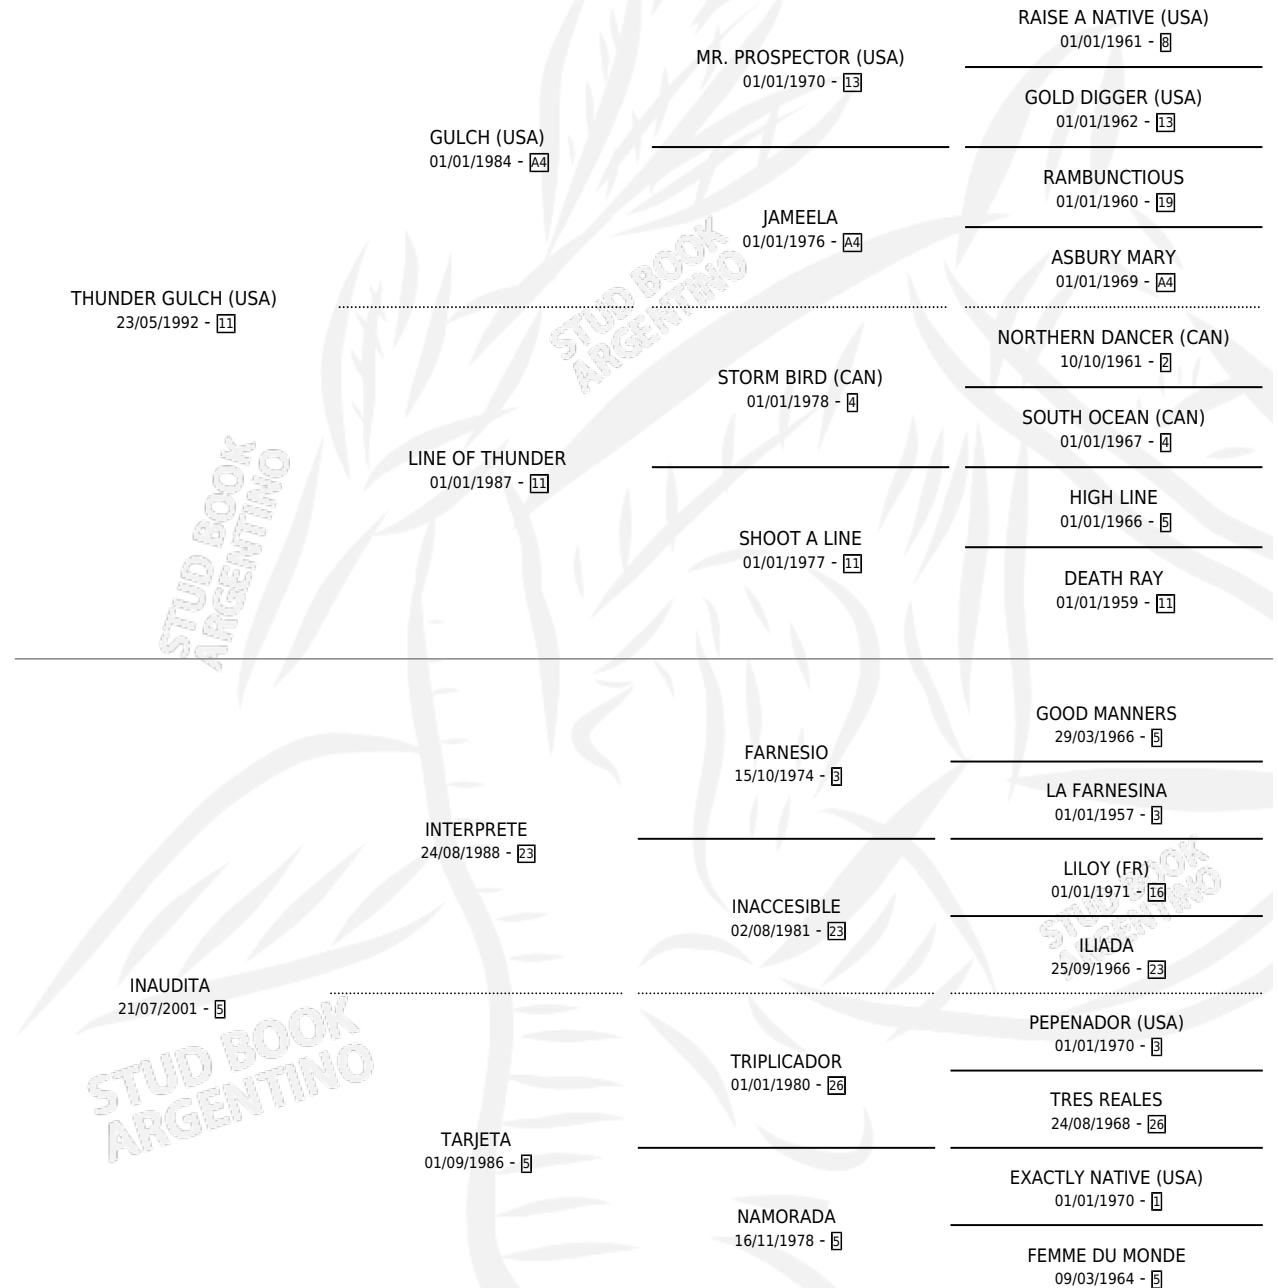 RAISE A NATIVE (USA)
01/01/1961 - 8
MR. PROSPECTOR (USA)
01/01/1970 - 13
GOLD DIGGER (USA)
01/01/1962 - 13
GULCH (USA)
01/01/1984 - A4
RAMBUNCTIOUS
01/01/1960 - 19
JAMEELA
01/01/1976 - A4
ASBURY MARY
01/01/1969 - A4
THUNDER GULCH (USA)
23/05/1992 - 11
NORTHERN DANCER (CAN)
10/10/1961 - 2
STORM BIRD (CAN)
01/01/1978 - 4
SOUTH OCEAN (CAN)
01/01/1967 - 4
LINE OF THUNDER
01/01/1987 - 11
HIGH LINE
01/01/1966 - 5
SHOOT A LINE
01/01/1977 - 11
DEATH RAY
01/01/1959 - 11
GOOD MANNERS
29/03/1966 - 5
FARNESIO
15/10/1974 - 3
LA FARNESINA
01/01/1957 - 3
INTERPRETE
24/08/1988 - 23
LILOY (FR)
01/01/1971 - 16
INACCESIBLE
02/08/1981 - 23
ILIADA
25/09/1966 - 23
INAUDITA
21/07/2001 - 5
PEPENADOR (USA)
01/01/1970 - 3
TRIPLICADOR
01/01/1980 - 26
TRES REALES
24/08/1968 - 26
TARJETA
01/09/1986 - 5
EXACTLY NATIVE (USA)
01/01/1970 - 1
NAMORADA
16/11/1978 - 5
FEMME DU MONDE
09/03/1964 - 5
STUD BOOK
ARGENTINO
STUD BOOK
ARGENTINO
STUD BOOK
ARGENTINO
STUD BOOK
ARGENTINO